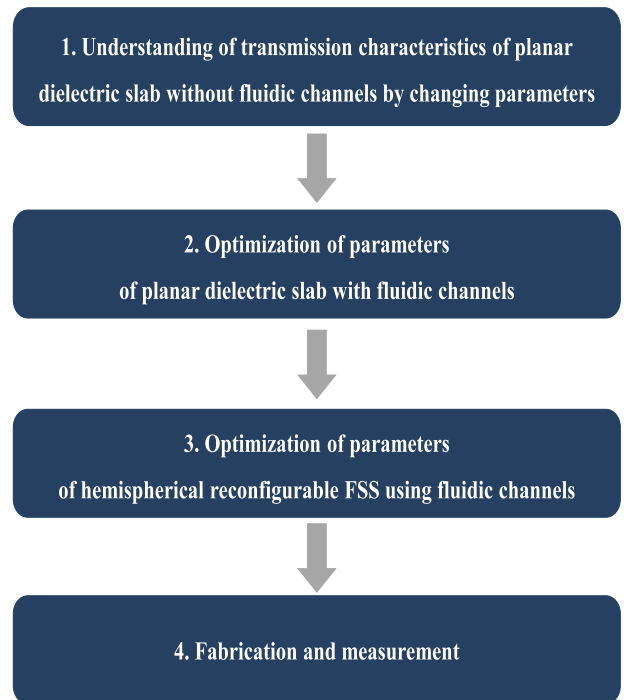 1. Understanding of transmission characteristics of planar
dielectric slab without fluidic channels by changing parameters
2. Optimization of parameters
of planar dielectric slab with fluidic channels
3. Optimization of parameters
of hemispherical reconfigurable FSS using fluidic channels
4. Fabrication and measurement